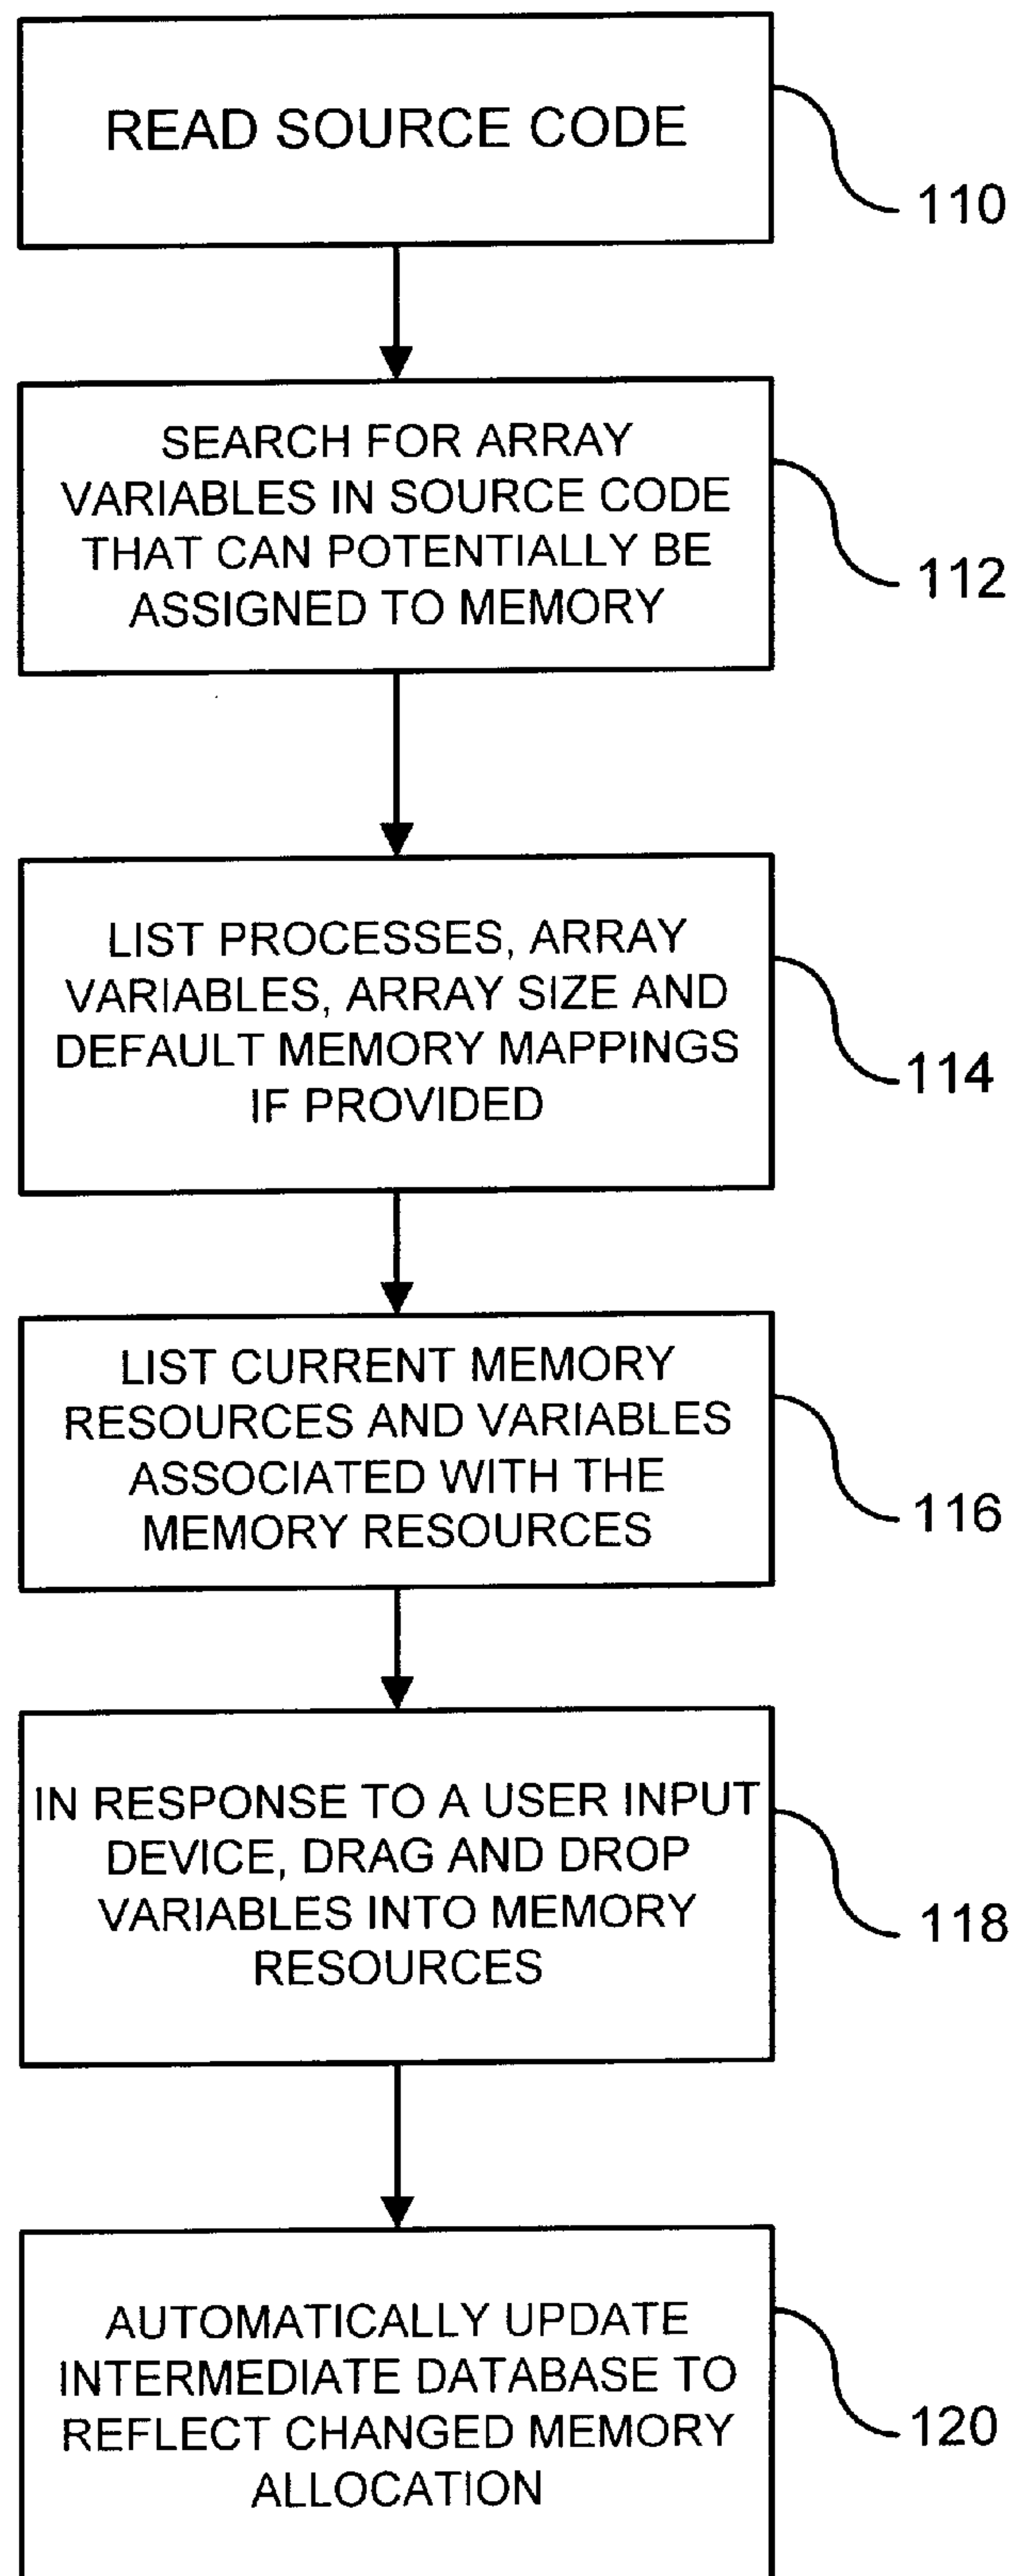 READ SOURCE CODE
110
SEARCH FOR ARRAY
VARIABLES IN SOURCE CODE
THAT CAN POTENTIALLY BE
ASSIGNED TO MEMORY
112
LIST PROCESSES, ARRAY
VARIABLES, ARRAY SIZE AND
DEFAULT MEMORY MAPPINGS
IF PROVIDED
114
LIST CURRENT MEMORY
RESOURCES AND VARIABLES
ASSOCIATED WITH THE
MEMORY RESOURCES
116
IN RESPONSE TO A USER INPUT
DEVICE, DRAG AND DROP
VARIABLES INTO MEMORY
RESOURCES
118
AUTOMATICALLY UPDATE
INTERMEDIATE DATABASE TO
REFLECT CHANGED MEMORY
ALLOCATION
120